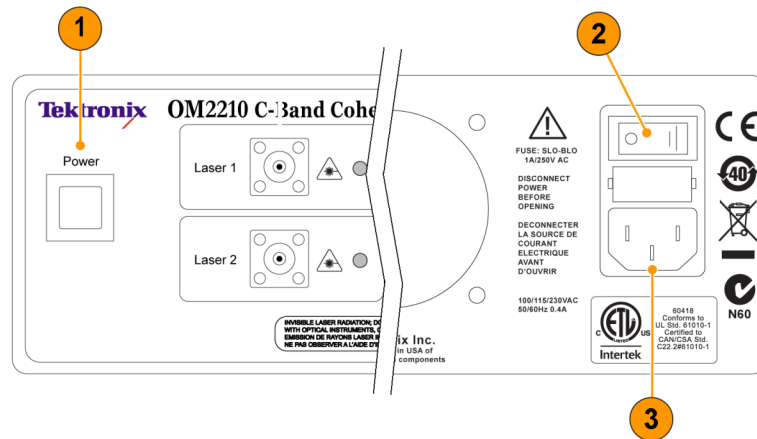 1
2
3
Tektronix OM2210 C-Band Cohe
Power
Laser 1
Laser 2
INVISIBLE LASER RADIATION; DO
WITH OPTICAL INSTRUMENTS, C
EMISSION DE RAYONS LASER IN
NE PAS OBSERVER A L'AIDE D'I
ix Inc.
in USA of
components
FUSE: SLO-BLO
1A/250V AC
DISCONNECT
POWER
BEFORE
OPENING
DECONNECTER
LA SOURCE DE
COURANT
ELECTRIQUE
AVANT
D'OUVRIR
100/115/230VAC
50/60Hz 0.4A
CE
40
N60
C ETL US
LISTED
Intertek
60418
Conforms to
UL Std. 61010-1
Certified to
CAN/CSA Std.
C22.2#61010-1